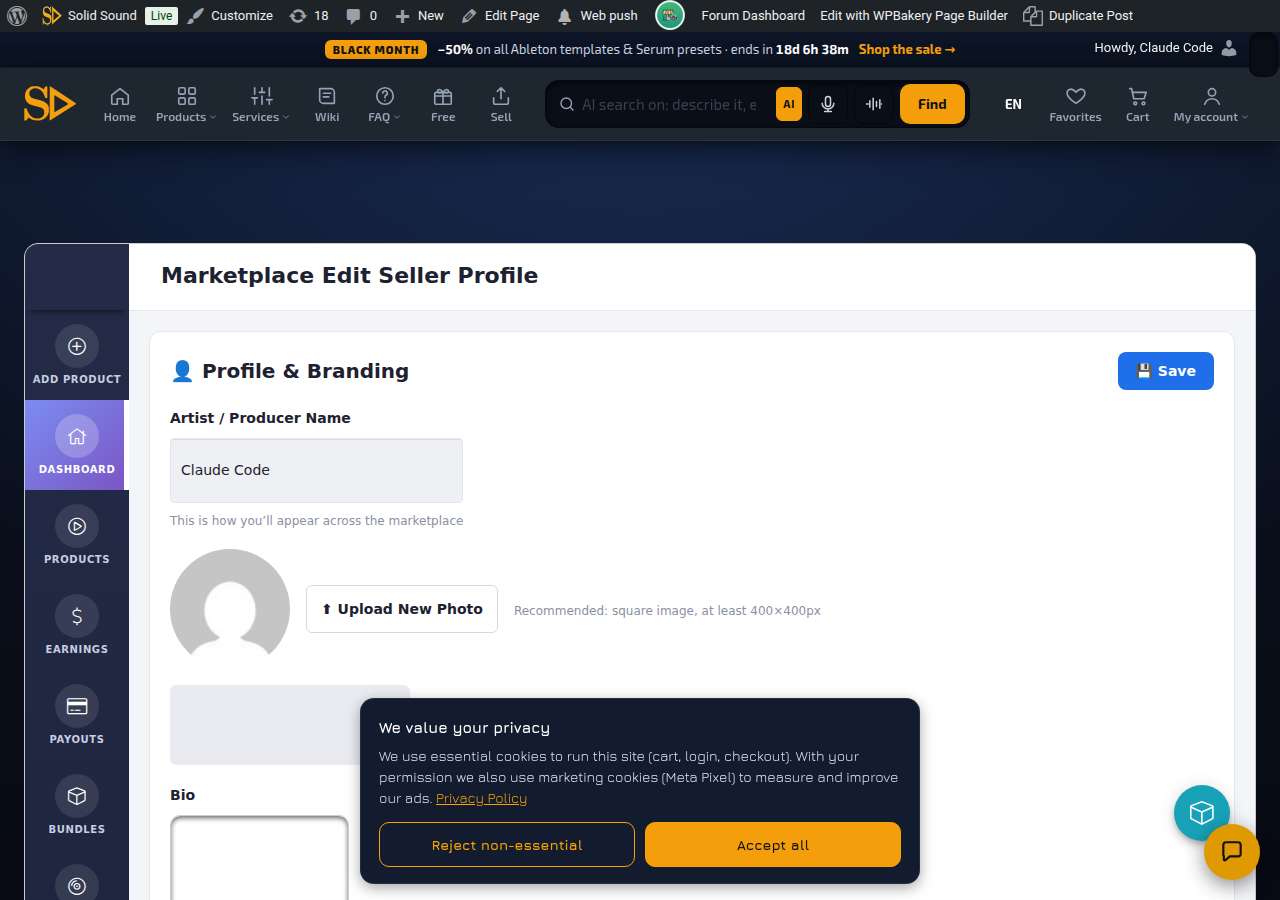 Solid Sound Live Customize 18 0 New Edit Page Web push Forum Dashboard Edit with WPBakery Page Builder Duplicate Post
BLACK MONTH −50% on all Ableton templates & Serum presets · ends in 18d 6h 38m Shop the sale →
Howdy, Claude Code
Home Products Services Wiki FAQ Free Sell
AI search on: describe it, e AI Find
EN Favorites Cart My account
Marketplace Edit Seller Profile
ADD PRODUCT
DASHBOARD
PRODUCTS
EARNINGS
PAYOUTS
BUNDLES
👤 Profile & Branding
💾 Save
Artist / Producer Name
Claude Code
This is how you’ll appear across the marketplace
⬆ Upload New Photo
Recommended: square image, at least 400×400px
Bio
We value your privacy
We use essential cookies to run this site (cart, login, checkout). With your
permission we also use marketing cookies (Meta Pixel) to measure and improve
our ads. Privacy Policy
Reject non-essential
Accept all